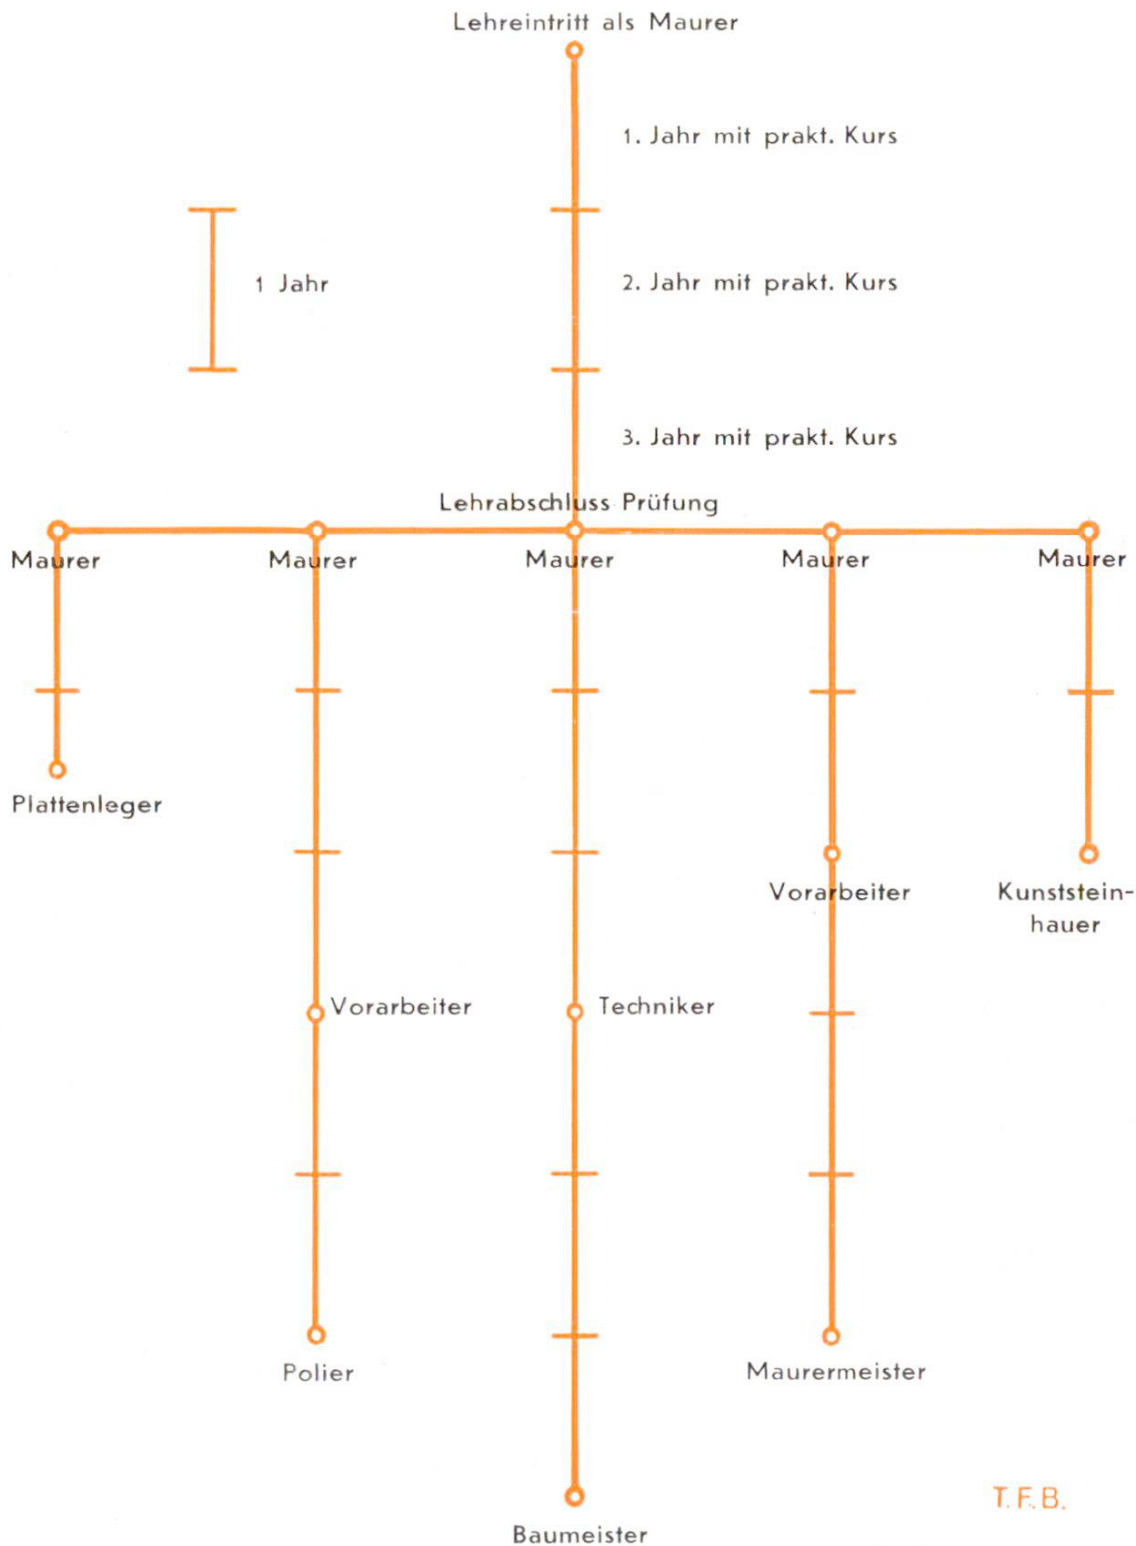 Lehreintritt als Maurer
1. Jahr mit prakt. Kurs
1 Jahr
2. Jahr mit prakt. Kurs
3. Jahr mit prakt. Kurs
Lehrabschluss Prüfung
Maurer
Maurer
Maurer
Maurer
Maurer
Plattenleger
Vorarbeiter
Kunststein-
hauer
Vorarbeiter
Techniker
Polier
Maurermeister
T.F.B.
Baumeister